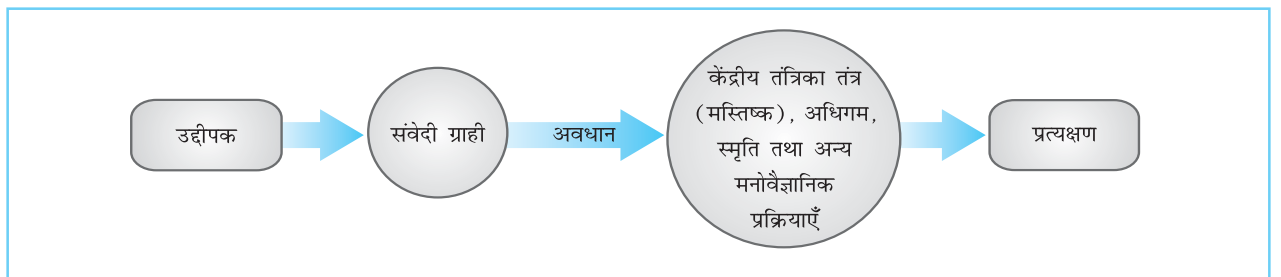 उद्दीपक
संवेदी ग्राही
अवधान
केंद्रीय तंत्रिका तंत्र
(मस्तिष्क), अधिगम,
स्मृति तथा अन्य
मनोवैज्ञानिक
प्रक्रियाएँ
प्रत्यक्षण